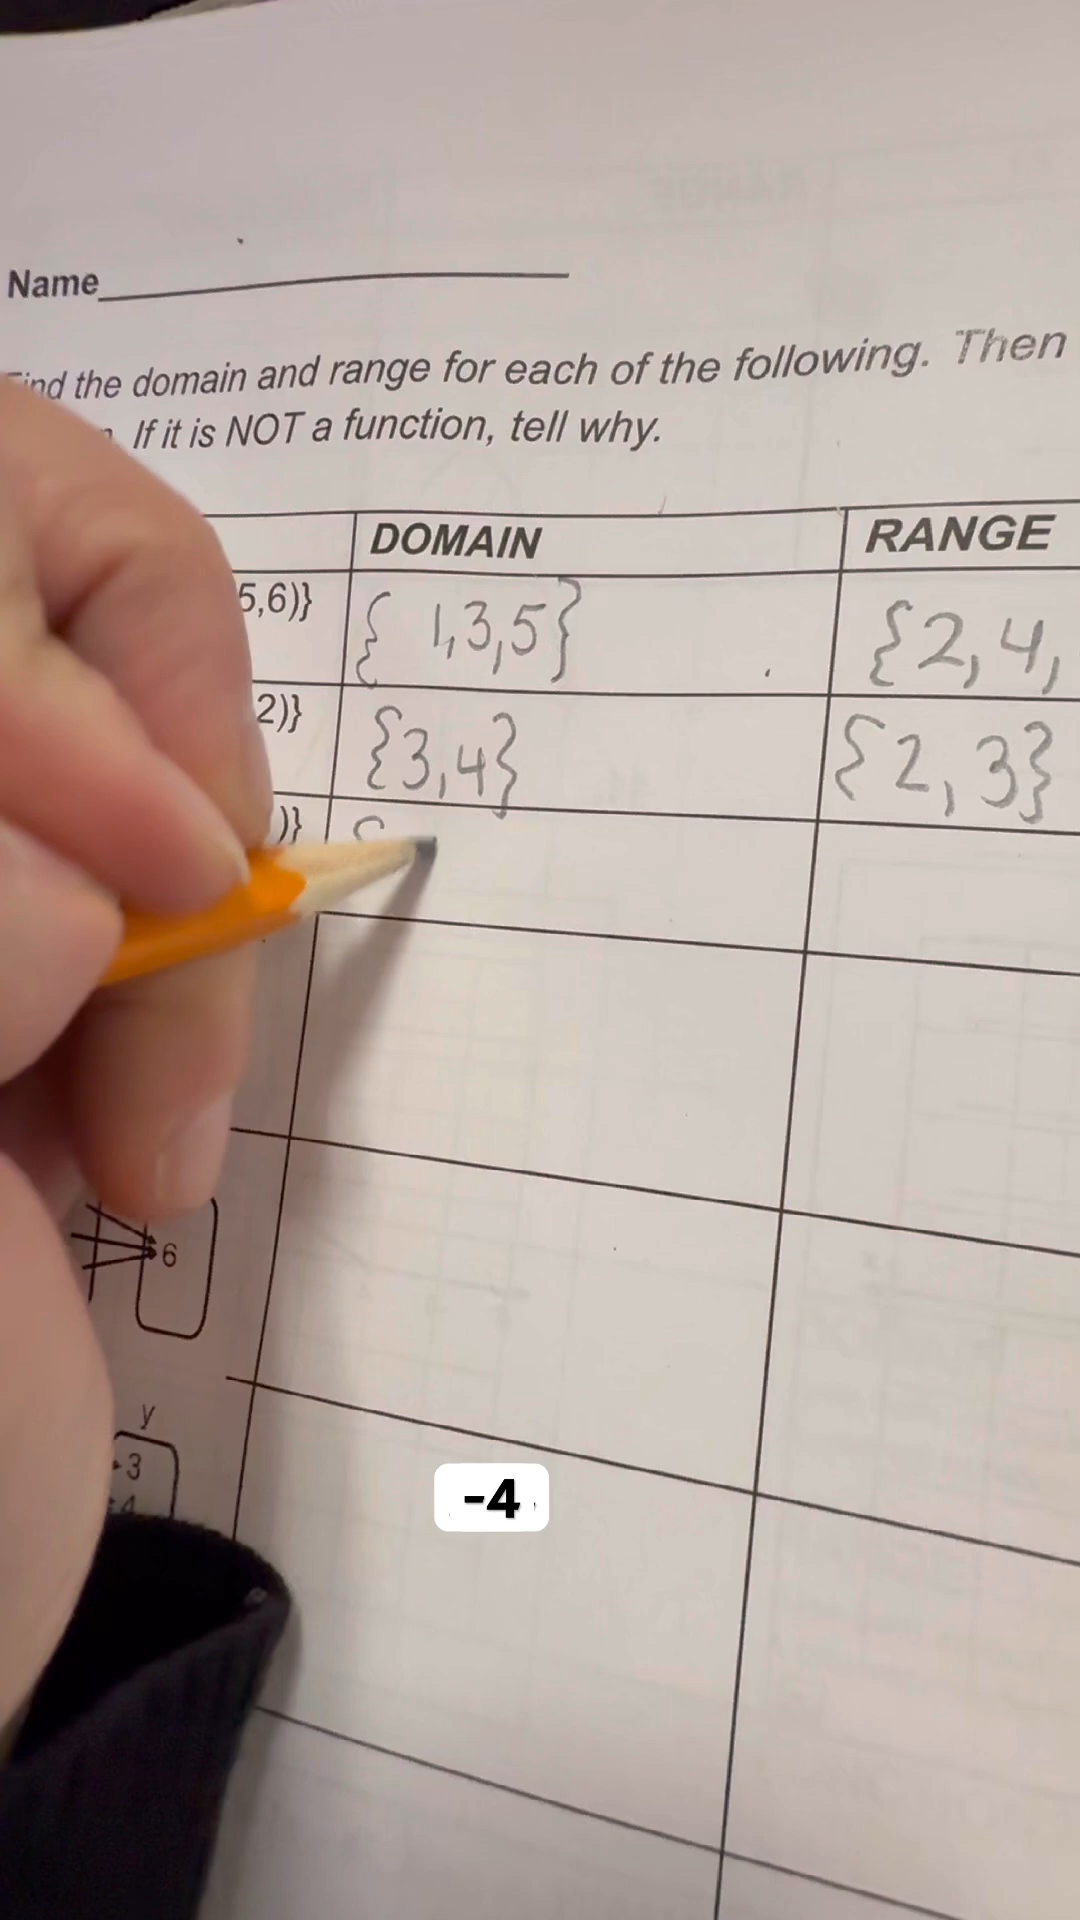 Name
ind the domain and range for each of the following. Then
If it is NOT a function, tell why.
DOMAIN RANGE
5,6)} { 1,3,5} {2,4,
2)} {3,4} {2,3}
)} {
6
y
3
4
-4